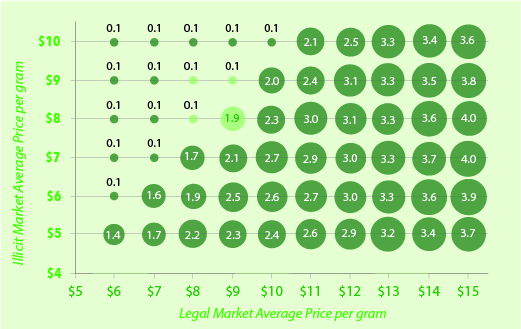 0.1 0.1 0.1 0.1 0.1
$10 2.1 2.5 3.3 3.4 3.6
0.1 0.1 0.1 0.1
$9 2.0 2.4 3.1 3.3 3.5 3.8
0.1 0.1 0.1
$8 1.9 2.3 3.0 3.1 3.3 3.6 4.0
0.1 0.1
$7 1.7 2.1 2.7 2.9 3.0 3.3 3.7 4.0
0.1
$6 1.6 1.9 2.5 2.6 2.7 3.0 3.3 3.6 3.9
$5 1.4 1.7 2.2 2.3 2.4 2.6 2.9 3.2 3.4 3.7
$4
$5 $6 $7 $8 $9 $10 $11 $12 $13 $14 $15
Illicit Market Average Price per gram
Legal Market Average Price per gram